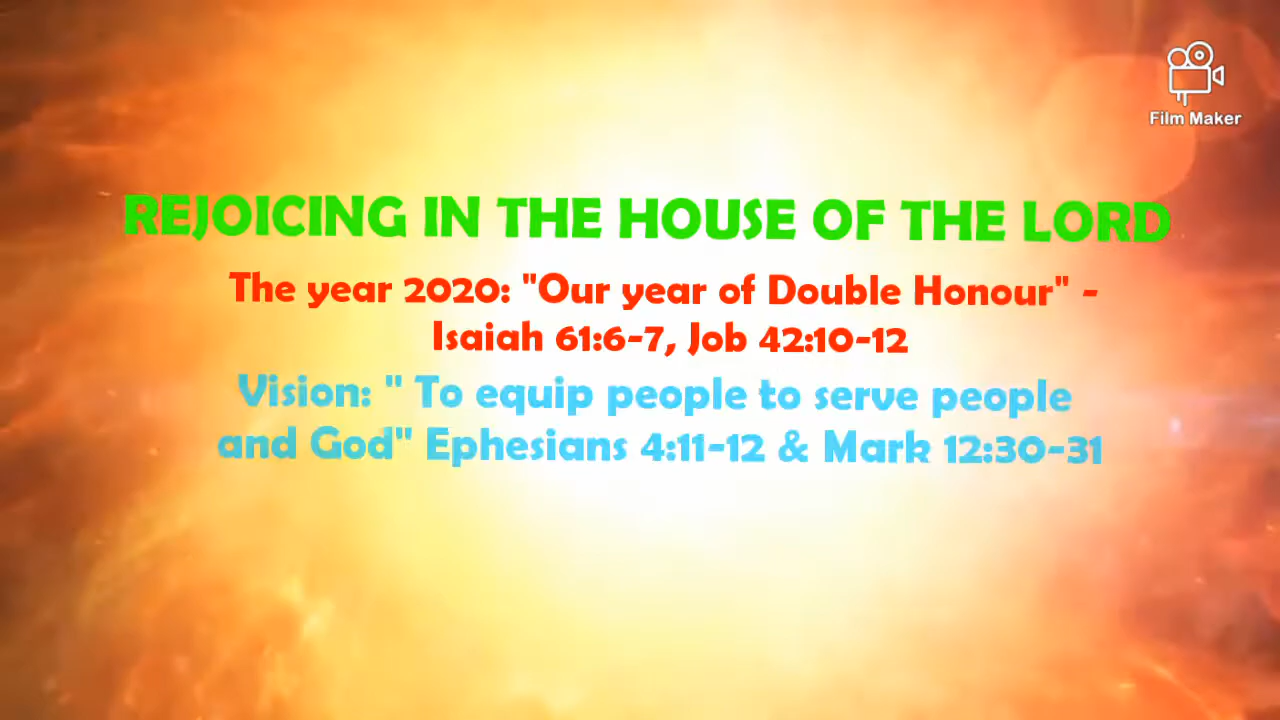 Film Maker
REJOICING IN THE HOUSE OF THE LORD
The year 2020: "Our year of Double Honour" -
Isaiah 61:6-7, Job 42:10-12
Vision: " To equip people to serve people
and God" Ephesians 4:11-12 & Mark 12:30-31